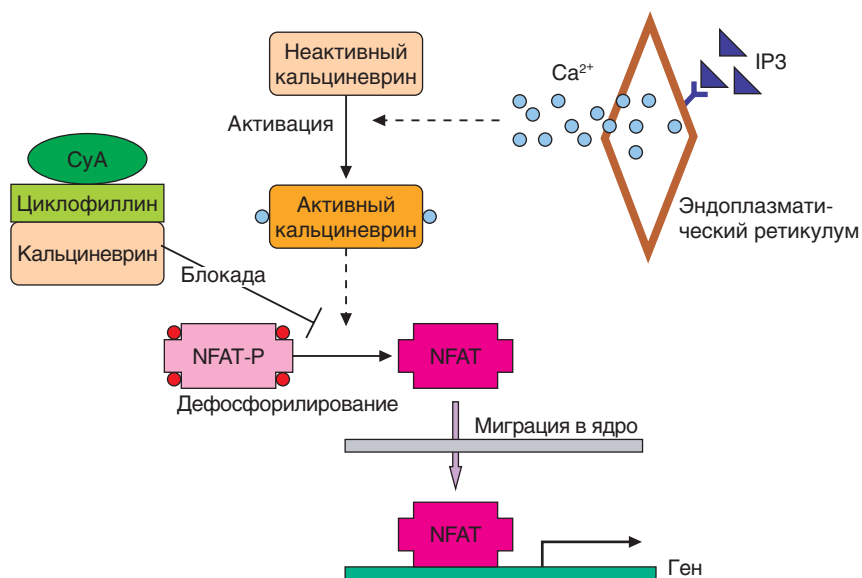 Неактивный
кальциневрин
Ca²⁺
IP3
Активация
CyA
Циклофиллин
Кальциневрин
Активный
кальциневрин
Эндоплазмати-
ческий ретикулум
Блокада
NFAT-P
NFAT
Дефосфорилирование
Миграция в ядро
NFAT
Ген